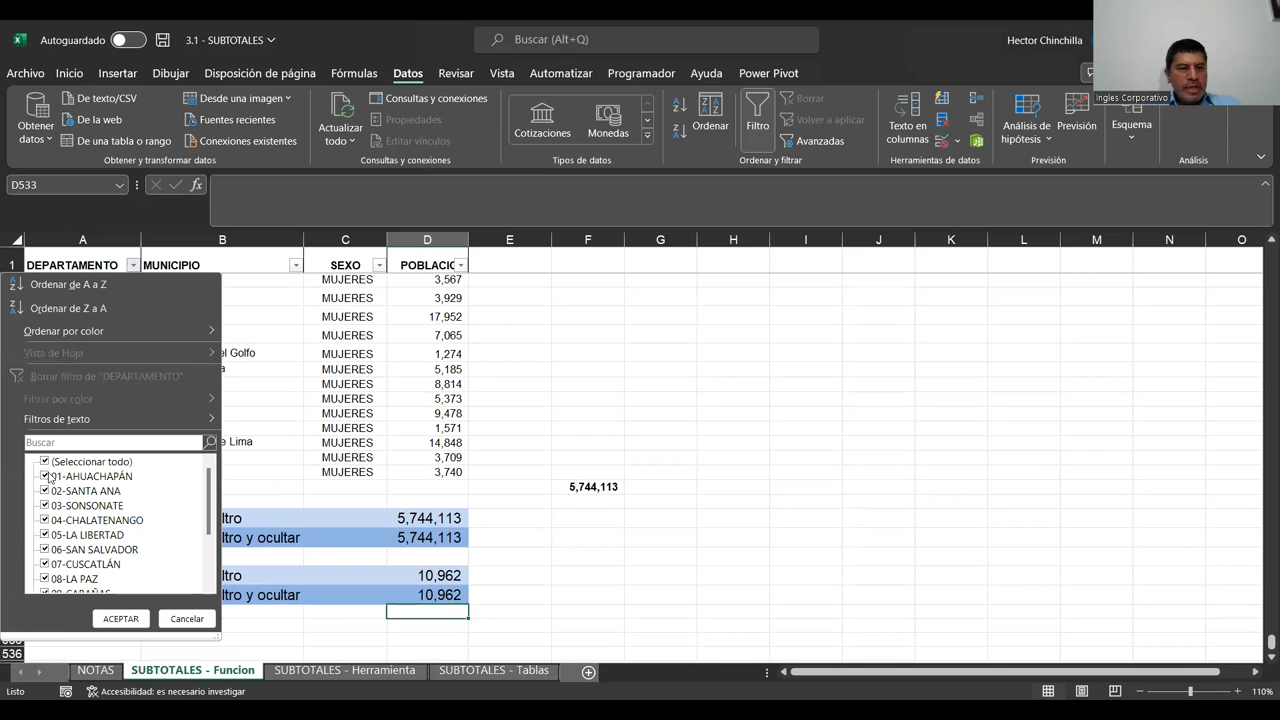 Autoguardado
3.1 - SUBTOTALES
Buscar (Alt+Q)
Hector Chinchilla
Ingles Corporativo
Archivo Inicio Insertar Dibujar Disposición de página Fórmulas Datos Revisar Vista Automatizar Programador Ayuda Power Pivot
Obtener datos
De texto/CSV
De la web
De una tabla o rango
Desde una imagen
Fuentes recientes
Conexiones existentes
Obtener y transformar datos
Actualizar todo
Consultas y conexiones
Propiedades
Editar vínculos
Consultas y conexiones
Cotizaciones
Monedas
Tipos de datos
Ordenar
Filtro
Borrar
Volver a aplicar
Avanzadas
Ordenar y filtrar
Texto en columnas
Herramientas de datos
Análisis de hipótesis
Previsión
Previsión
Esquema
Análisis
D533
fx
A B C D E F G H I J K L M N O
1 DEPARTAMENTO MUNICIPIO SEXO POBLACIO
MUJERES 3,567
MUJERES 3,929
MUJERES 17,952
MUJERES 7,065
el Golfo MUJERES 1,274
a MUJERES 5,185
MUJERES 8,814
MUJERES 5,373
MUJERES 9,478
MUJERES 1,571
e Lima MUJERES 14,848
MUJERES 3,709
MUJERES 3,740
5,744,113
ltro 5,744,113
ltro y ocultar 5,744,113
ltro 10,962
ltro y ocultar 10,962
536
Ordenar de A a Z
Ordenar de Z a A
Ordenar por color
Vista de Hoja
Borrar filtro de "DEPARTAMENTO"
Filtrar por color
Filtros de texto
Buscar
(Seleccionar todo)
01-AHUACHAPÁN
02-SANTA ANA
03-SONSONATE
04-CHALATENANGO
05-LA LIBERTAD
06-SAN SALVADOR
07-CUSCATLÁN
08-LA PAZ
09-CABAÑAS
ACEPTAR
Cancelar
NOTAS SUBTOTALES - Funcion SUBTOTALES - Herramienta SUBTOTALES - Tablas
Listo
Accesibilidad: es necesario investigar
110%